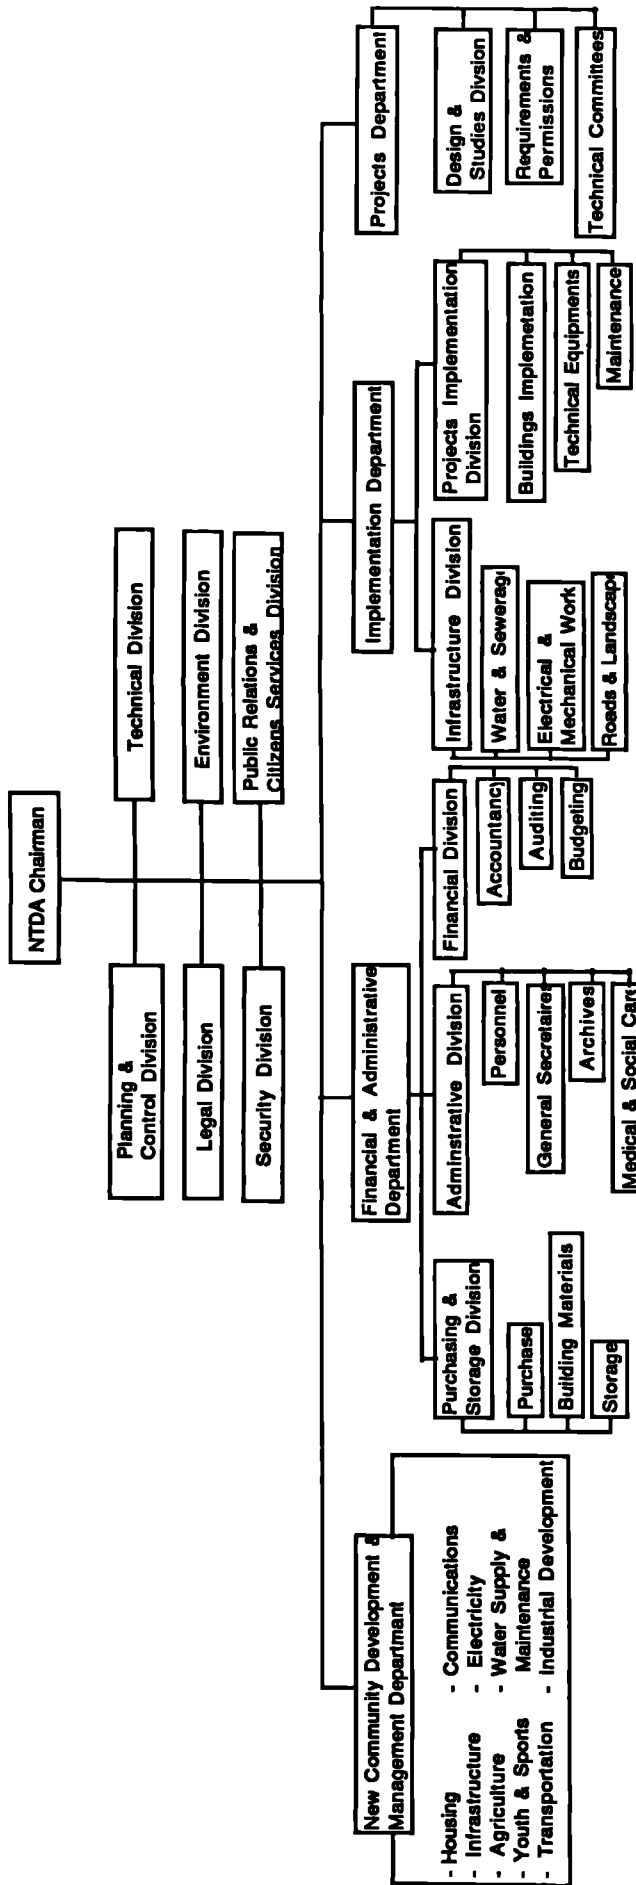 NTDA Chairman
Planning &
Control Division
Technical Division
Legal Division
Environment Division
Security Division
Public Relations &
Citizens Services Division
New Community Development &
Management Departmant
- Housing
- Infrastructure
- Agriculture
- Youth & Sports
- Transportation
- Communications
- Electricity
- Water Supply &
Maintenance
- Industrial Development
Financial & Administrative
Department
Purchasing &
Storage Division
Purchase
Building Materials
Storage
Adminstrative Division
Personnel
General Secretaires
Archives
Medical & Social Care
Financial Division
Accountancy
Auditing
Budgeting
Implementation Department
Infrastructure Division
Water & Sewerage
Electrical &
Mechanical Work
Roads & Landscape
Projects Implementation
Division
Buildings Implemetation
Technical Equipments
Maintenance
Projects Department
Design &
Studies Divsion
Requirements &
Permissions
Technical Committees